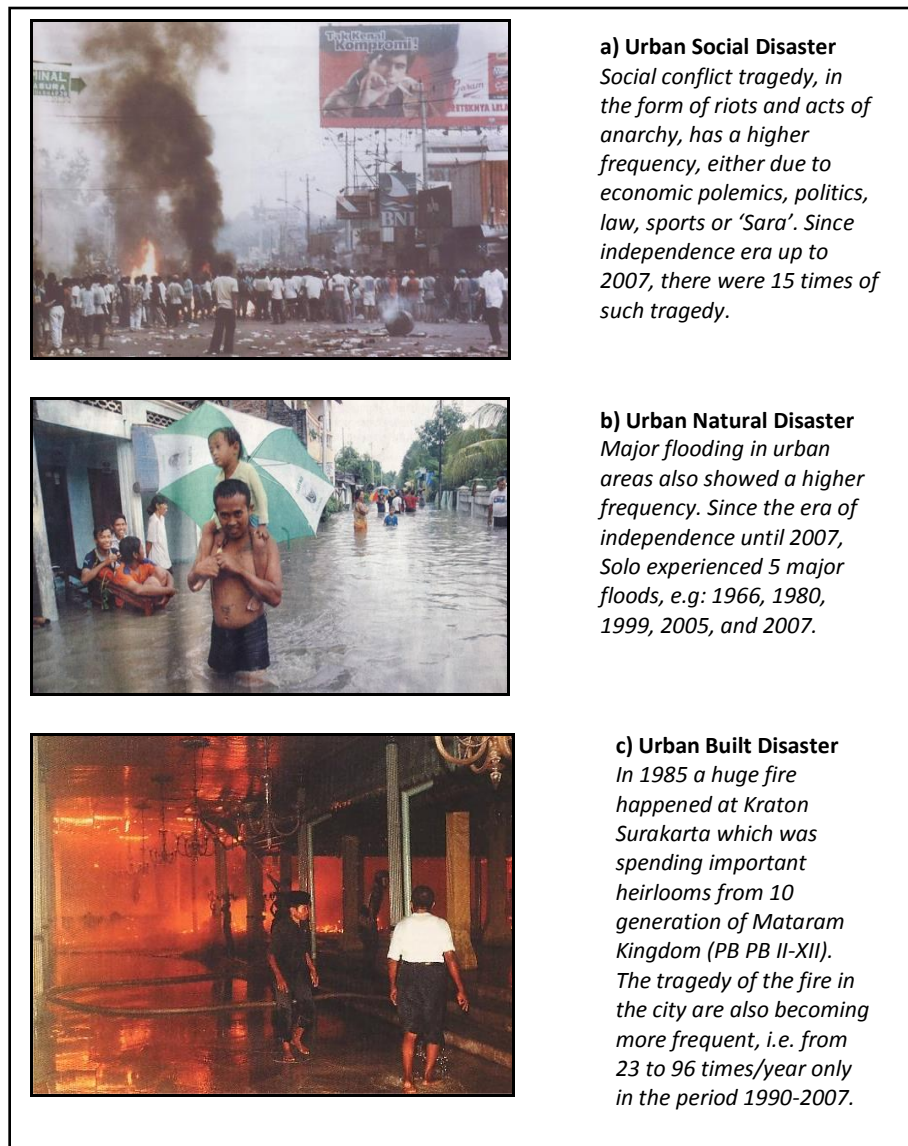 Tak Kenal
Kompromi!
MINAL
ASURA
BNI
a) Urban Social Disaster
Social conflict tragedy, in
the form of riots and acts of
anarchy, has a higher
frequency, either due to
economic polemics, politics,
law, sports or ‘Sara’. Since
independence era up to
2007, there were 15 times of
such tragedy.
b) Urban Natural Disaster
Major flooding in urban
areas also showed a higher
frequency. Since the era of
independence until 2007,
Solo experienced 5 major
floods, e.g: 1966, 1980,
1999, 2005, and 2007.
c) Urban Built Disaster
In 1985 a huge fire
happened at Kraton
Surakarta which was
spending important
heirlooms from 10
generation of Mataram
Kingdom (PB PB II-XII).
The tragedy of the fire in
the city are also becoming
more frequent, i.e. from
23 to 96 times/year only
in the period 1990-2007.